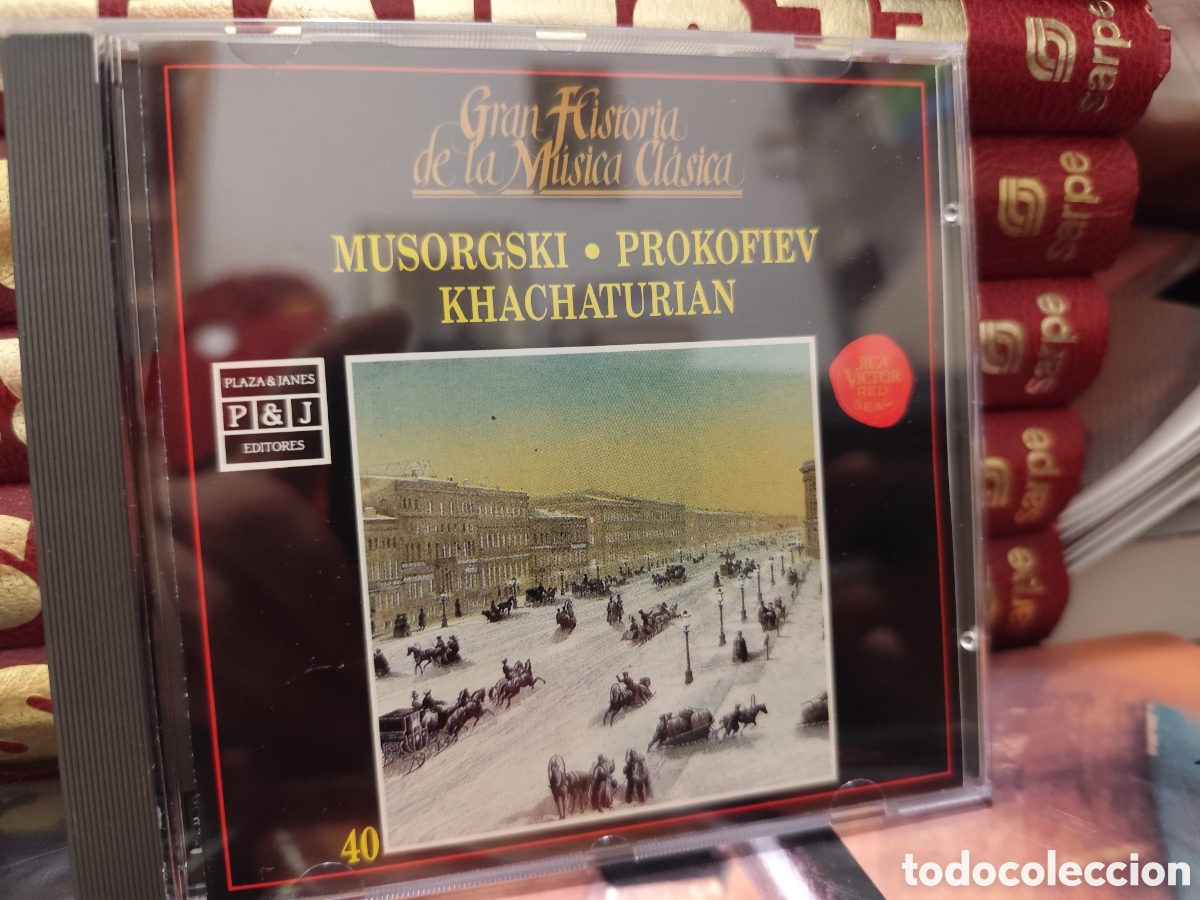 Gran Historia
de la Música Clásica
MUSORGSKI • PROKOFIEV
KHACHATURIAN
PLAZA & JANES
P & J
EDITORES
RCA
VICTOR
RED
SEAL
40
sarpe
sarpe
sarpe
sarpe
sarpe
todocoleccion